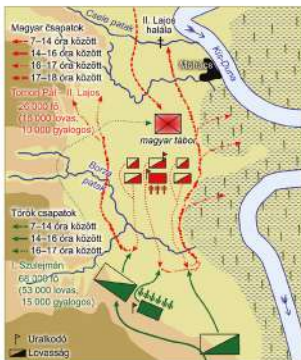 Magyar csapatok
7–14 óra között
14–16 óra között
16–17 óra között
17–18 óra között
Tomori Pál – II. Lajos
(15 000 lovas,
10 000 gyalogos)
Csele patak
II. Lajos
halála
Mohács
Kis-Duna
magyar tábor
Borza
patak
Török csapatok
7–14 óra között
14–16 óra között
16–17 óra között
I. Szulejmán
68 000 fő
(53 000 lovas,
15 000 gyalogos)
Uralkodó
Lovasság